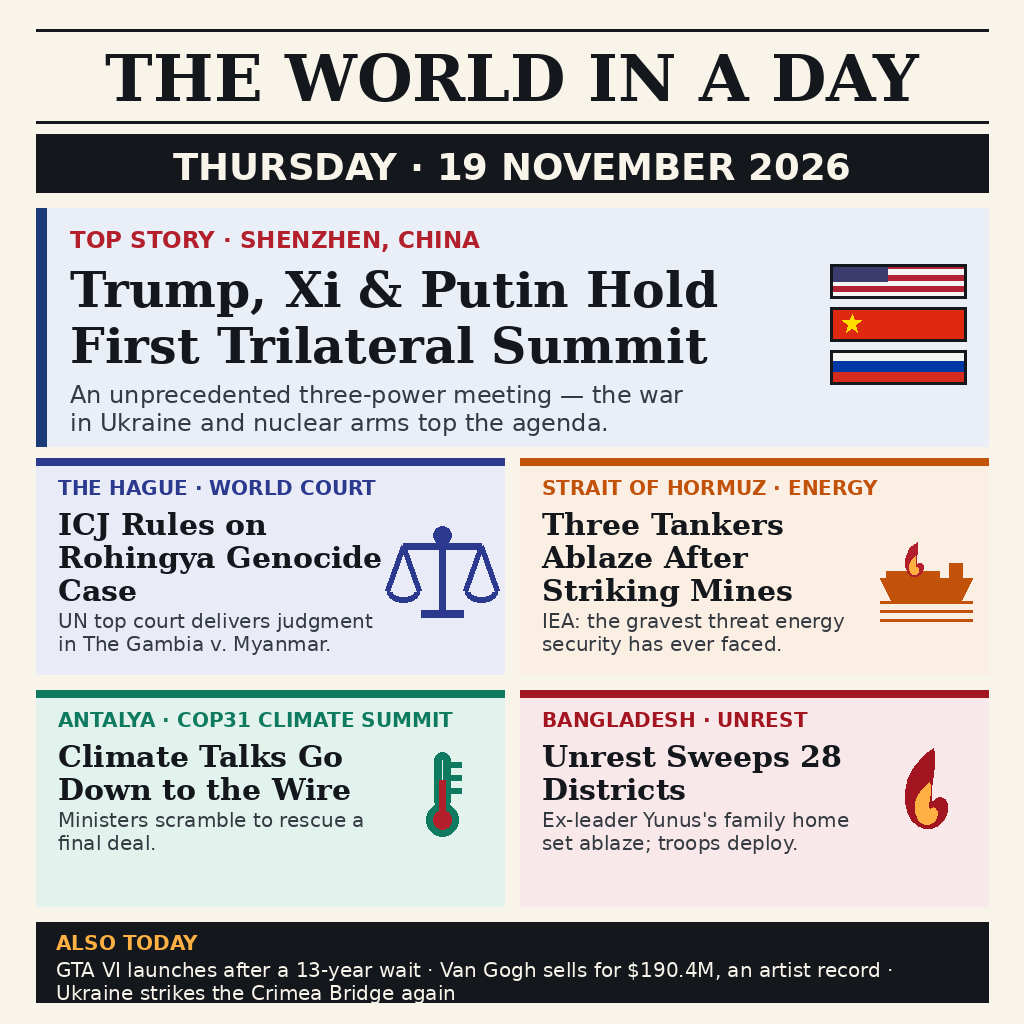 THE WORLD IN A DAY
THURSDAY · 19 NOVEMBER 2026
TOP STORY · SHENZHEN, CHINA
Trump, Xi & Putin Hold
First Trilateral Summit
An unprecedented three-power meeting — the war
in Ukraine and nuclear arms top the agenda.
THE HAGUE · WORLD COURT
ICJ Rules on
Rohingya Genocide
Case
UN top court delivers judgment
in The Gambia v. Myanmar.
STRAIT OF HORMUZ · ENERGY
Three Tankers
Ablaze After
Striking Mines
IEA: the gravest threat energy
security has ever faced.
ANTALYA · COP31 CLIMATE SUMMIT
Climate Talks Go
Down to the Wire
Ministers scramble to rescue a
final deal.
BANGLADESH · UNREST
Unrest Sweeps 28
Districts
Ex-leader Yunus's family home
set ablaze; troops deploy.
ALSO TODAY
GTA VI launches after a 13-year wait · Van Gogh sells for $190.4M, an artist record ·
Ukraine strikes the Crimea Bridge again